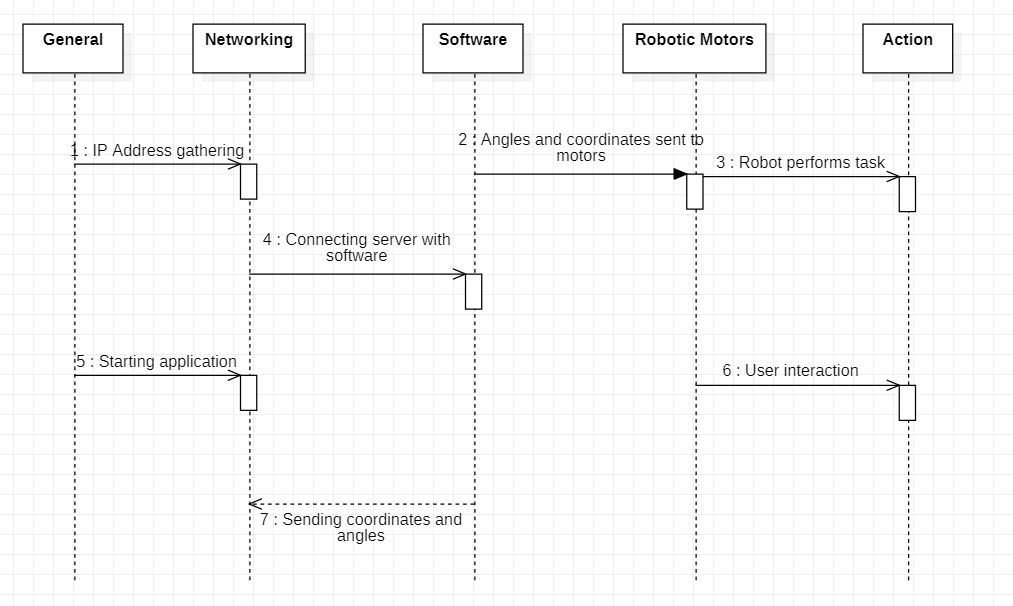 General
Networking
Software
Robotic Motors
Action
1 : IP Address gathering
2 : Angles and coordinates sent to
motors
3 : Robot performs task
4 : Connecting server with
software
5 : Starting application
6 : User interaction
7 : Sending coordinates and
angles